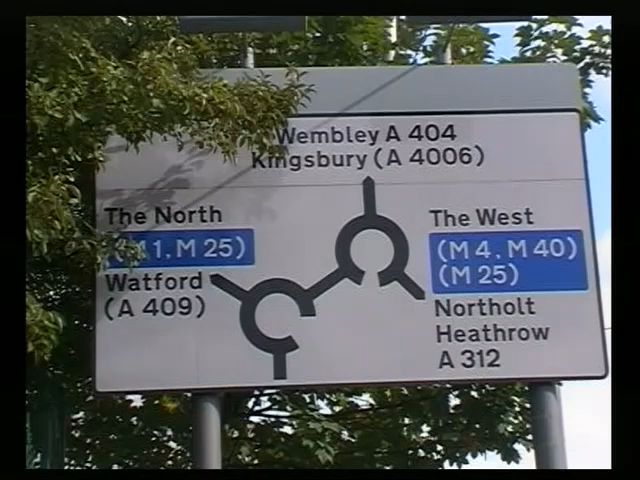 Wembley A 404
Kingsbury (A 4006)
The North
(M 1, M 25)
Watford
(A 409)
The West
(M 4, M 40)
(M 25)
Northolt
Heathrow
A 312